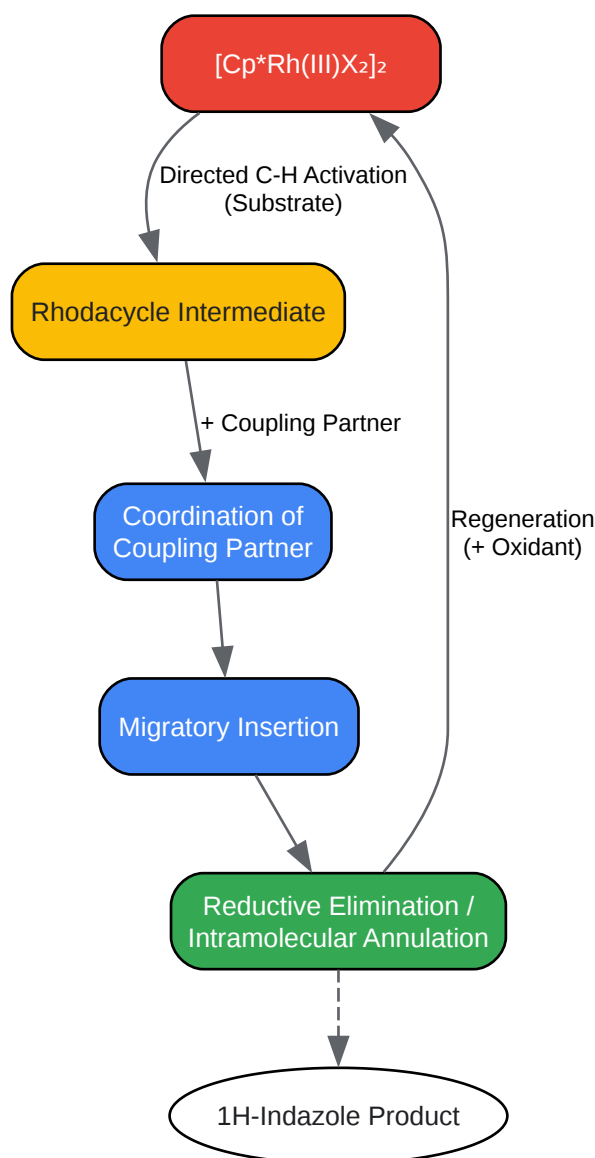 [Cp*Rh(III)X₂]₂
Directed C-H Activation
(Substrate)
Rhodacycle Intermediate
+ Coupling Partner
Coordination of
Coupling Partner
Regeneration
(+ Oxidant)
Migratory Insertion
Reductive Elimination /
Intramolecular Annulation
1H-Indazole Product